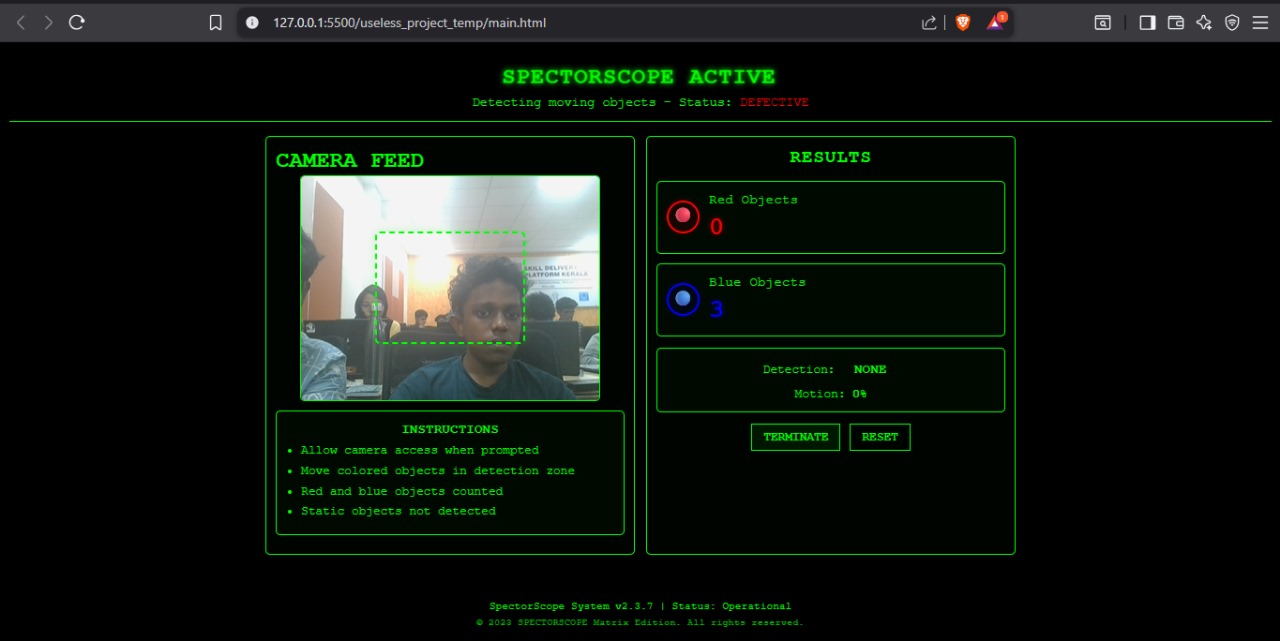 127.0.0.1:5500/useless_project_temp/main.html
1
SPECTORSCOPE ACTIVE
Detecting moving objects - Status: DEFECTIVE
CAMERA FEED
SKILL DELIVERY
PLATFORM KERALA
INSTRUCTIONS
• Allow camera access when prompted
• Move colored objects in detection zone
• Red and blue objects counted
• Static objects not detected
RESULTS
Red Objects
0
Blue Objects
3
Detection: NONE
Motion: 0%
TERMINATE RESET
SpectorScope System v2.3.7 | Status: Operational
© 2023 SPECTORSCOPE Matrix Edition. All rights reserved.